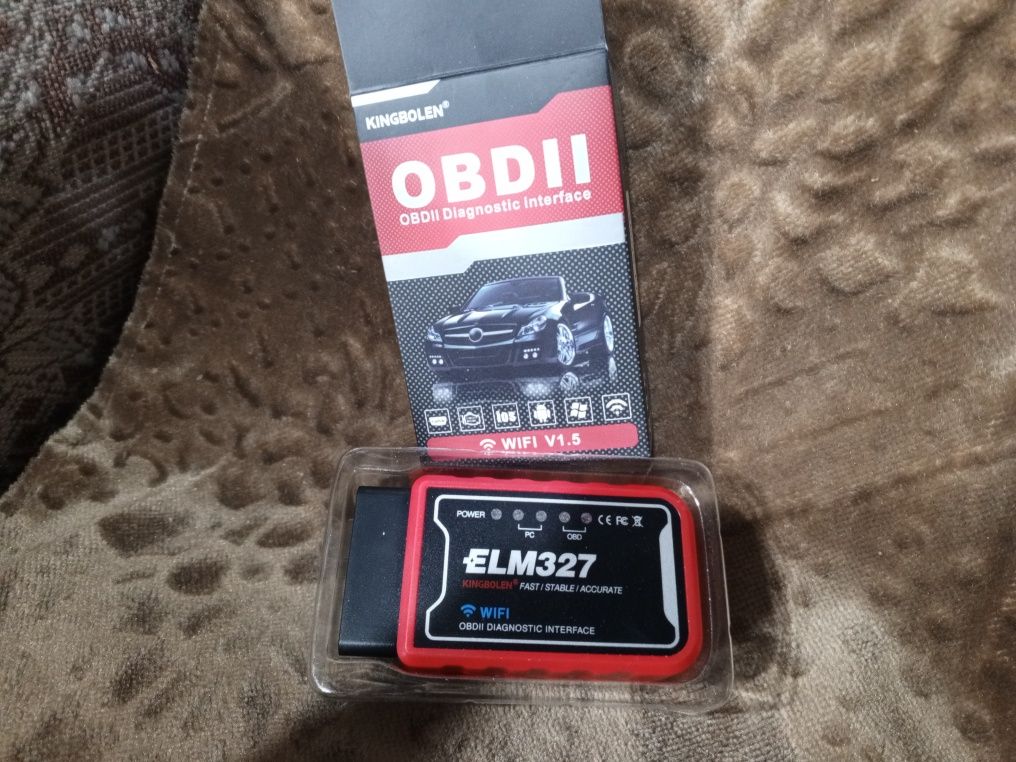 KINGBOLEN®
OBDII
OBDII Diagnostic Interface
ios
WIFI V1.5
POWER
PC
OBD
CE FC
ELM327
KINGBOLEN® FAST / STABLE / ACCURATE
WIFI
OBDII DIAGNOSTIC INTERFACE